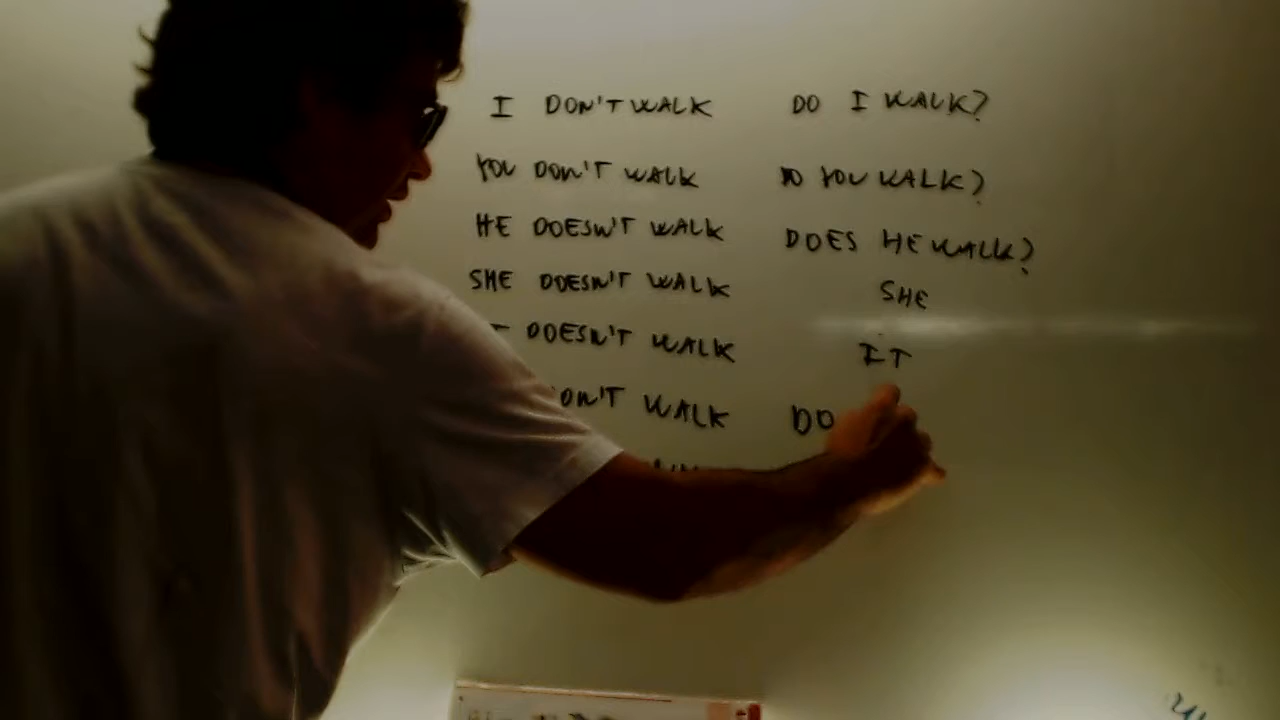 I DON'T WALK DO I WALK?
YOU DON'T WALK DO YOU WALK?
HE DOESN'T WALK DOES HE WALK?
SHE DOESN'T WALK SHE
DOESN'T WALK IT
WALK DO